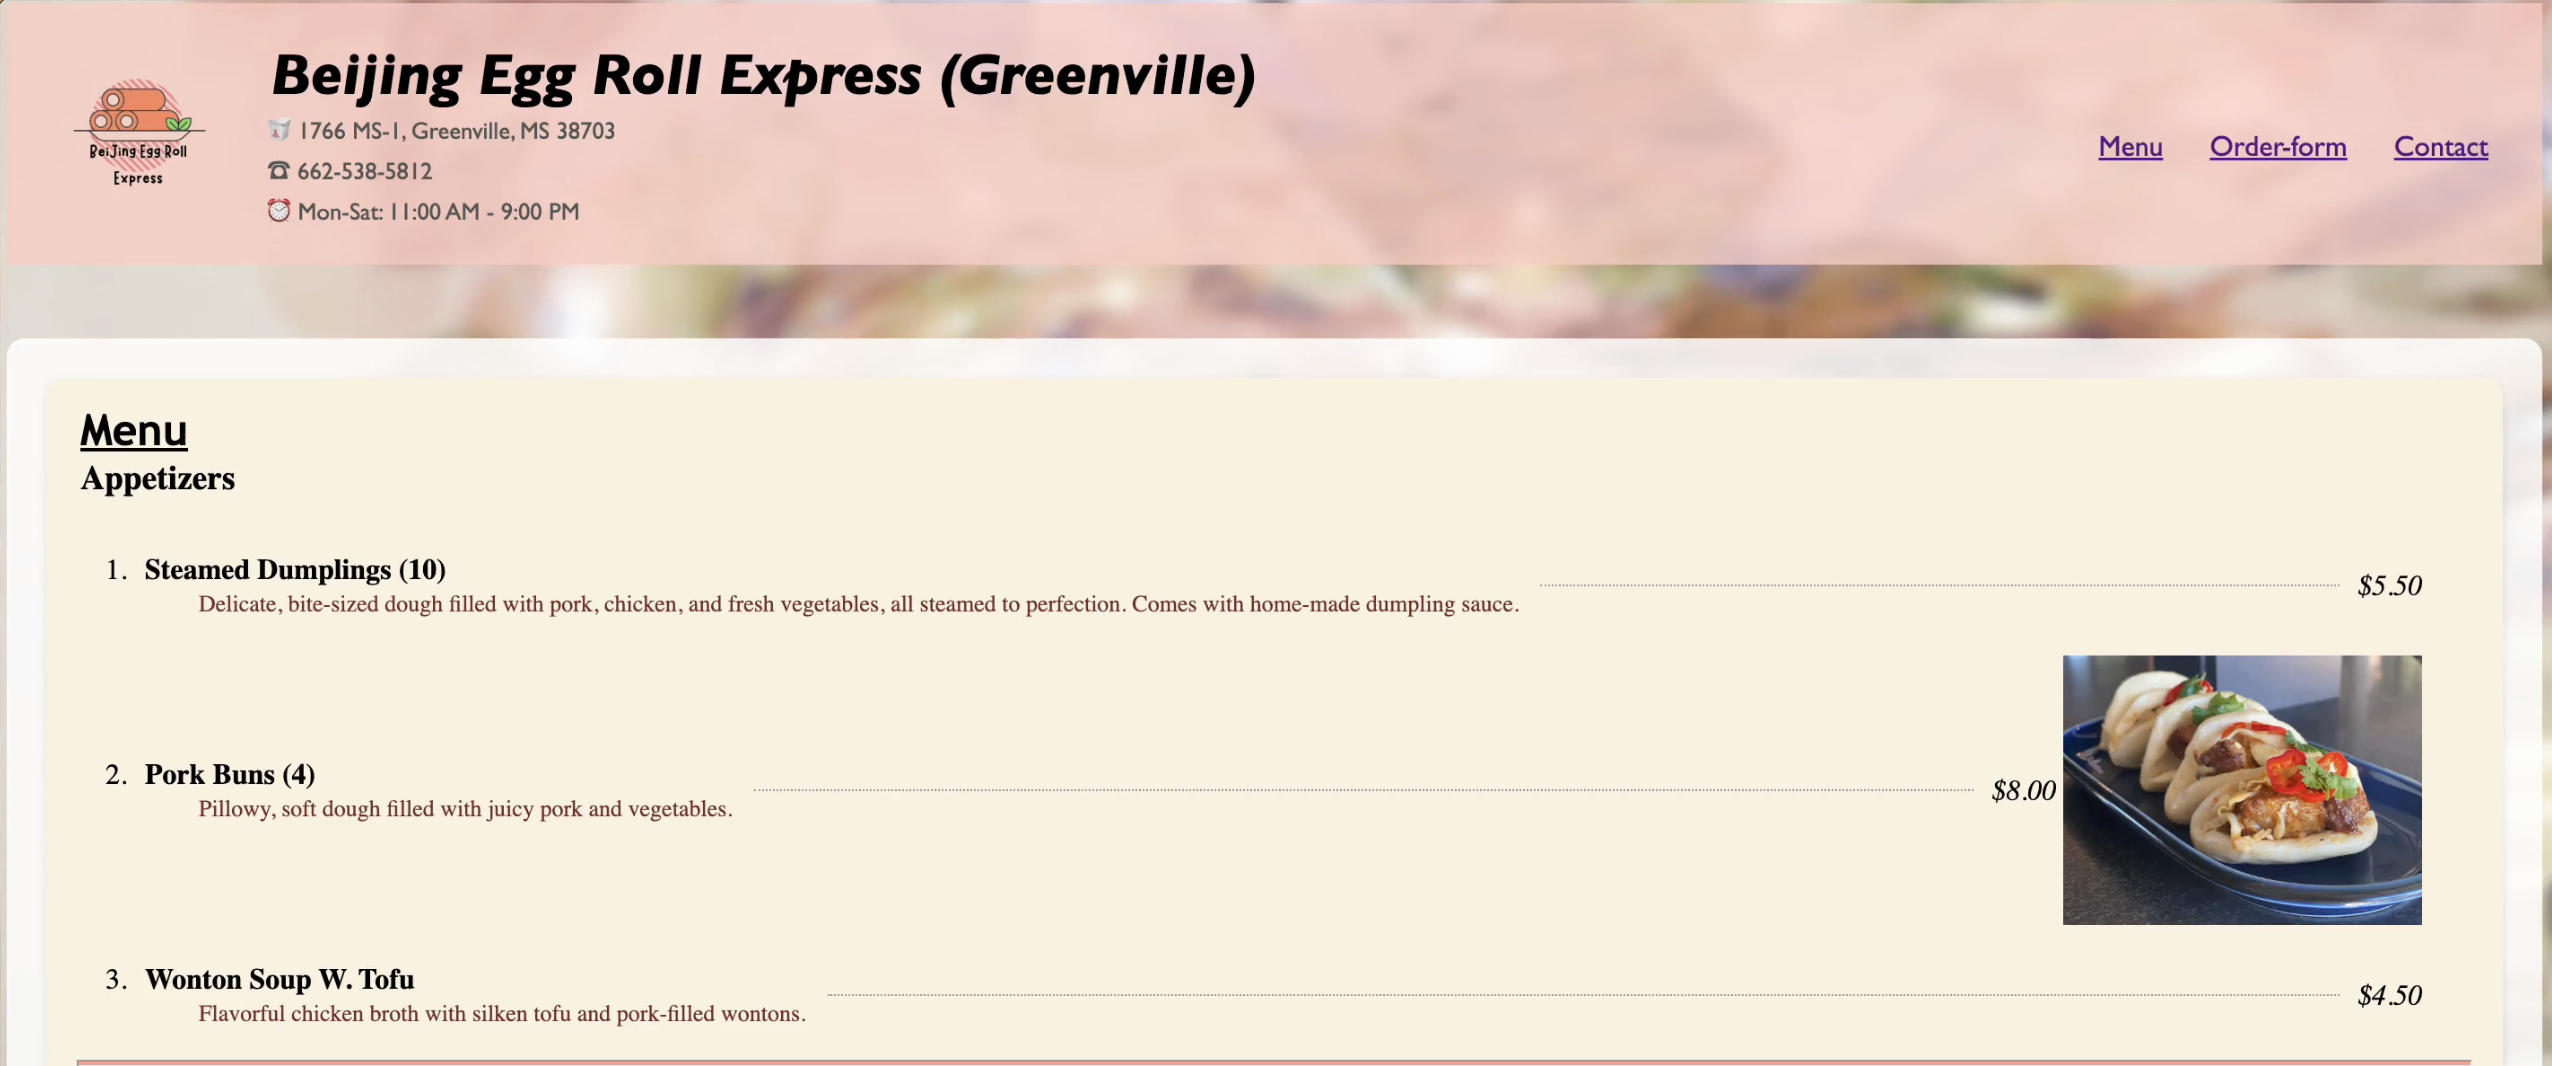 Beijing Egg Roll Express (Greenville)
BeiJing Egg Roll
Express
1766 MS-1, Greenville, MS 38703
662-538-5812
Mon-Sat: 11:00 AM - 9:00 PM
Menu Order-form Contact
Menu
Appetizers
1. Steamed Dumplings (10) $5.50
Delicate, bite-sized dough filled with pork, chicken, and fresh vegetables, all steamed to perfection. Comes with home-made dumpling sauce.
2. Pork Buns (4) $8.00
Pillowy, soft dough filled with juicy pork and vegetables.
3. Wonton Soup W. Tofu $4.50
Flavorful chicken broth with silken tofu and pork-filled wontons.